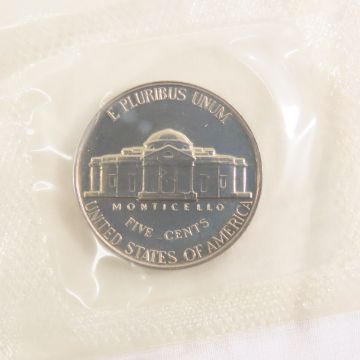 E PLURIBUS UNUM
MONTICELLO
FIVE CENTS
UNITED STATES OF AMERICA